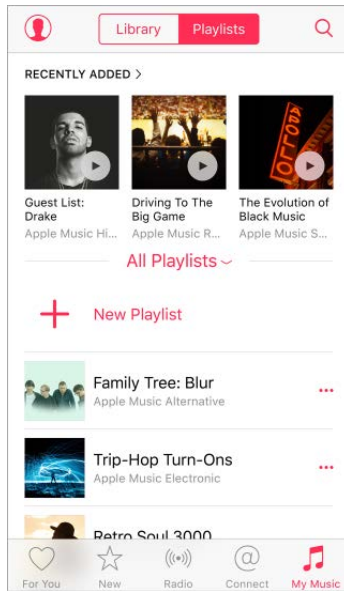 Library
Playlists
RECENTLY ADDED >
Guest List:
Drake
Apple Music Hi...
Driving To The
Big Game
Apple Music R...
The Evolution of
Black Music
Apple Music S...
APOLLO
All Playlists
New Playlist
Family Tree: Blur
Apple Music Alternative
Trip-Hop Turn-Ons
Apple Music Electronic
Retro Soul 3000
For You
New
Radio
Connect
My Music